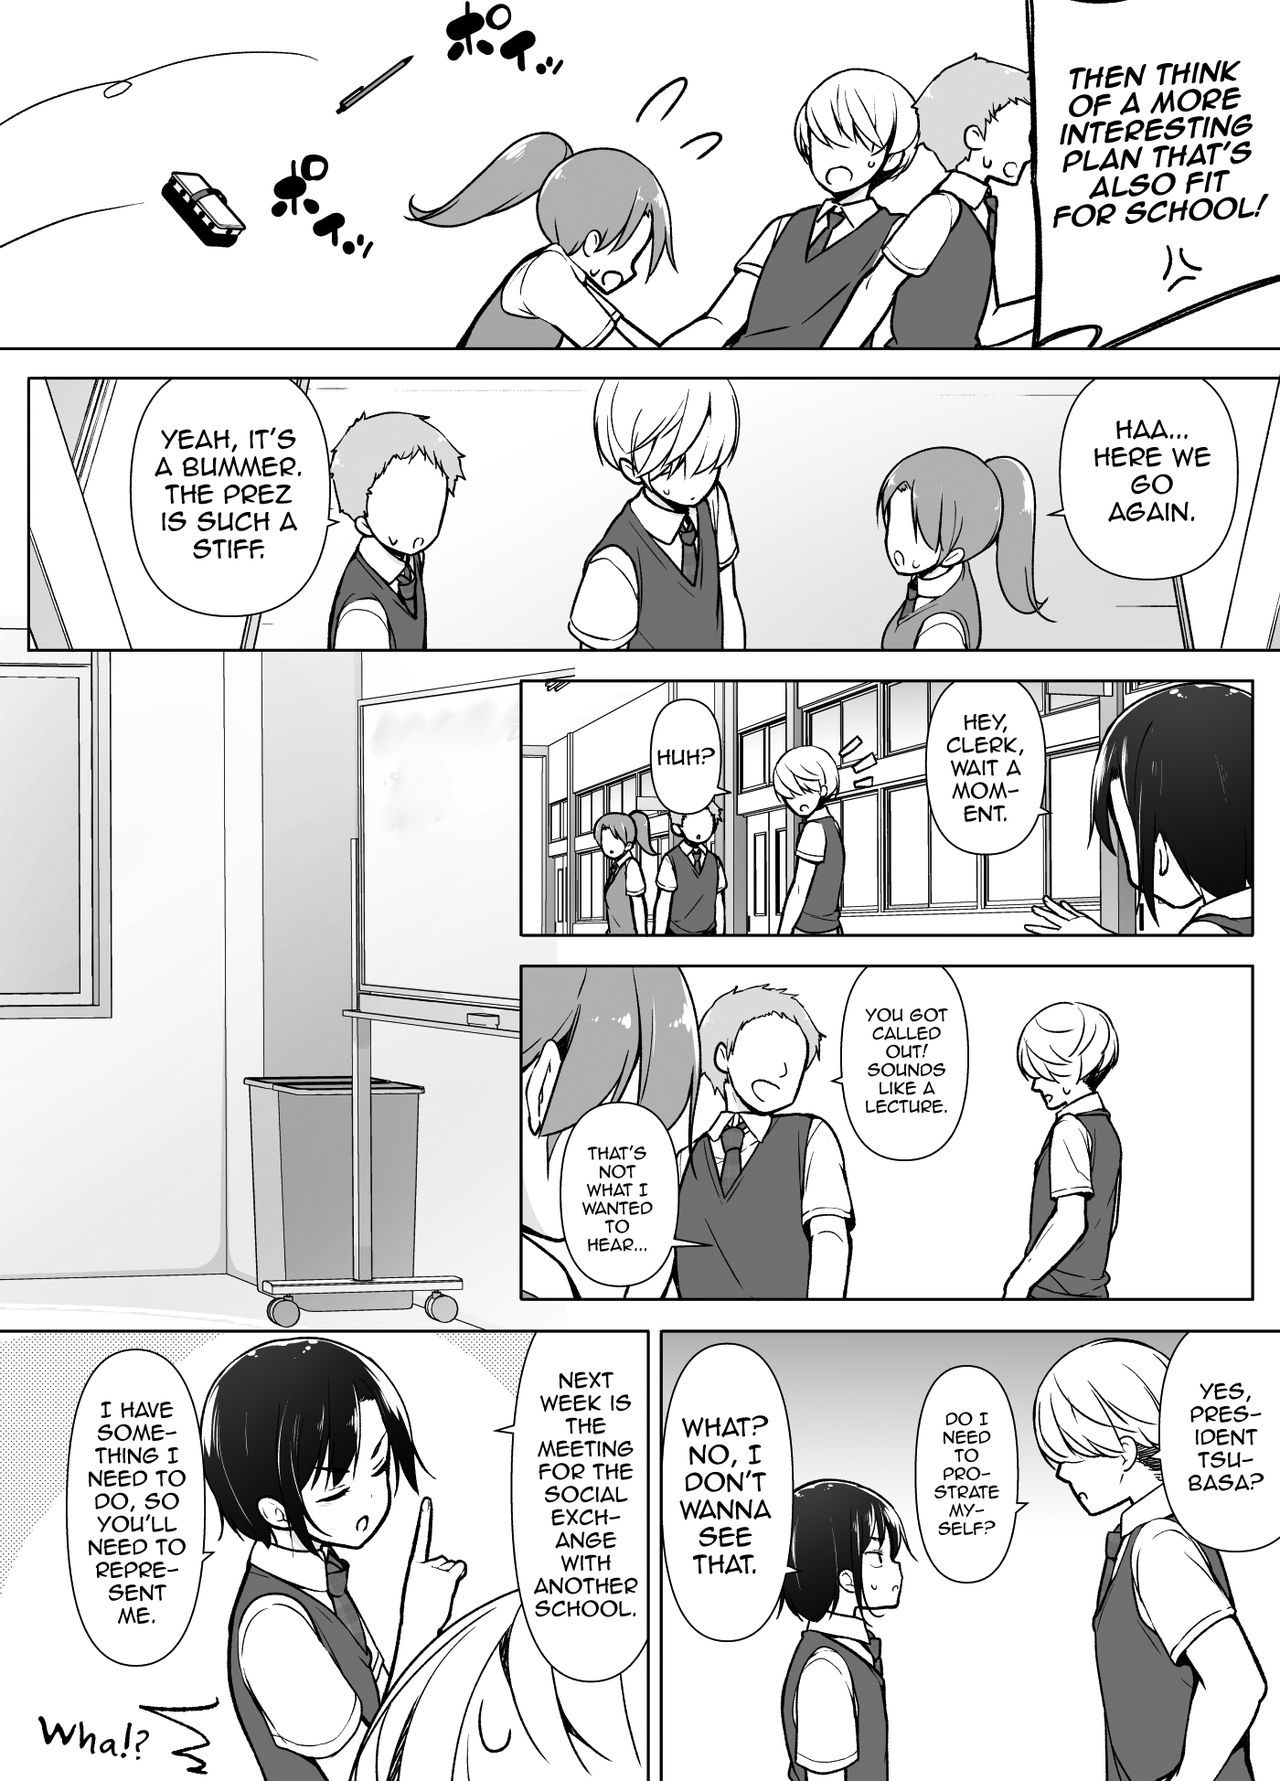 THEN THINK
OF A MORE
INTERESTING
PLAN THAT'S
ALSO FIT
FOR SCHOOL!
ポイッ
ポイッ
HAA...
HERE WE
GO
AGAIN.
YEAH, IT'S
A BUMMER.
THE PREZ
IS SUCH A
STIFF.
HEY,
CLERK,
WAIT A
MOM-
ENT.
HUH?
YOU GOT
CALLED
OUT!
SOUNDS
LIKE A
LECTURE.
THAT'S
NOT
WHAT I
WANTED
TO
HEAR...
YES,
PRES-
IDENT
TSU-
BASA?
DO I
NEED
TO
PRO-
STRATE
MY-
SELF?
WHAT?
NO, I
DON'T
WANNA
SEE
THAT.
NEXT
WEEK IS
THE
MEETING
FOR THE
SOCIAL
EXCH-
ANGE
WITH
ANOTHER
SCHOOL.
I HAVE
SOME-
THING I
NEED TO
DO, SO
YOU'LL
NEED TO
REPRE-
SENT
ME.
Wha!?